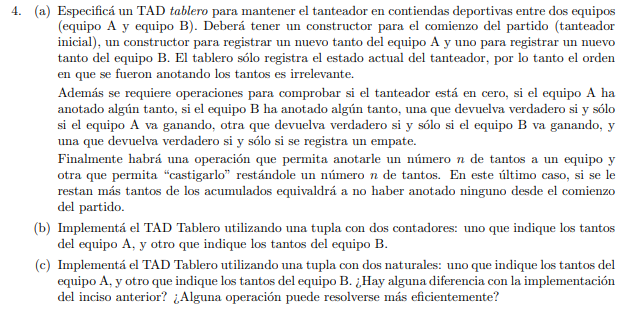 4. (a) Especificá un TAD tablero para mantener el tanteador en contiendas deportivas entre dos equipos
(equipo A y equipo B). Deberá tener un constructor para el comienzo del partido (tanteador
inicial), un constructor para registrar un nuevo tanto del equipo A y uno para registrar un nuevo
tanto del equipo B. El tablero sólo registra el estado actual del tanteador, por lo tanto el orden
en que se fueron anotando los tantos es irrelevante.
Además se requiere operaciones para comprobar si el tanteador está en cero, si el equipo A ha
anotado algún tanto, si el equipo B ha anotado algún tanto, una que devuelva verdadero si y sólo
si el equipo A va ganando, otra que devuelva verdadero si y sólo si el equipo B va ganando, y
una que devuelva verdadero si y sólo si se registra un empate.
Finalmente habrá una operación que permita anotarle un número n de tantos a un equipo y
otra que permita “castigarlo” restándole un número n de tantos. En este último caso, si se le
restan más tantos de los acumulados equivaldrá a no haber anotado ninguno desde el comienzo
del partido.
(b) Implementá el TAD Tablero utilizando una tupla con dos contadores: uno que indique los tantos
del equipo A, y otro que indique los tantos del equipo B.
(c) Implementá el TAD Tablero utilizando una tupla con dos naturales: uno que indique los tantos del
equipo A, y otro que indique los tantos del equipo B. ¿Hay alguna diferencia con la implementación
del inciso anterior? ¿Alguna operación puede resolverse más eficientemente?